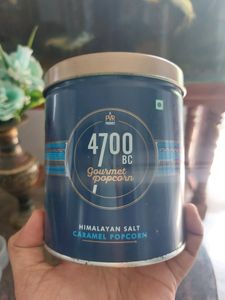 PVR
4700
BC
Gourmet
popcorn
HIMALAYAN SALT
CARAMEL POPCORN